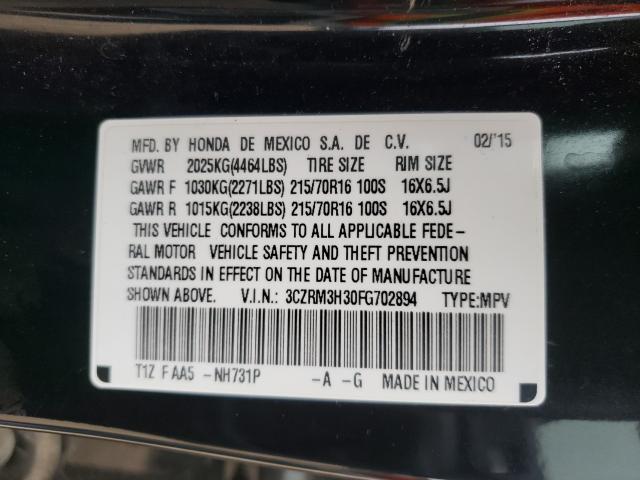 MFD. BY HONDA DE MEXICO S.A. DE C.V. 02/'15
GVWR 2025KG(4464LBS) TIRE SIZE RIM SIZE
GAWR F 1030KG(2271LBS) 215/70R16 100S 16X6.5J
GAWR R 1015KG(2238LBS) 215/70R16 100S 16X6.5J
THIS VEHICLE CONFORMS TO ALL APPLICABLE FEDE-
RAL MOTOR VEHICLE SAFETY AND THEFT PREVENTION
STANDARDS IN EFFECT ON THE DATE OF MANUFACTURE
SHOWN ABOVE. V.I.N.: 3CZRM3H30FG702894 TYPE:MPV
T1Z F AA5 -NH731P -A -G MADE IN MEXICO